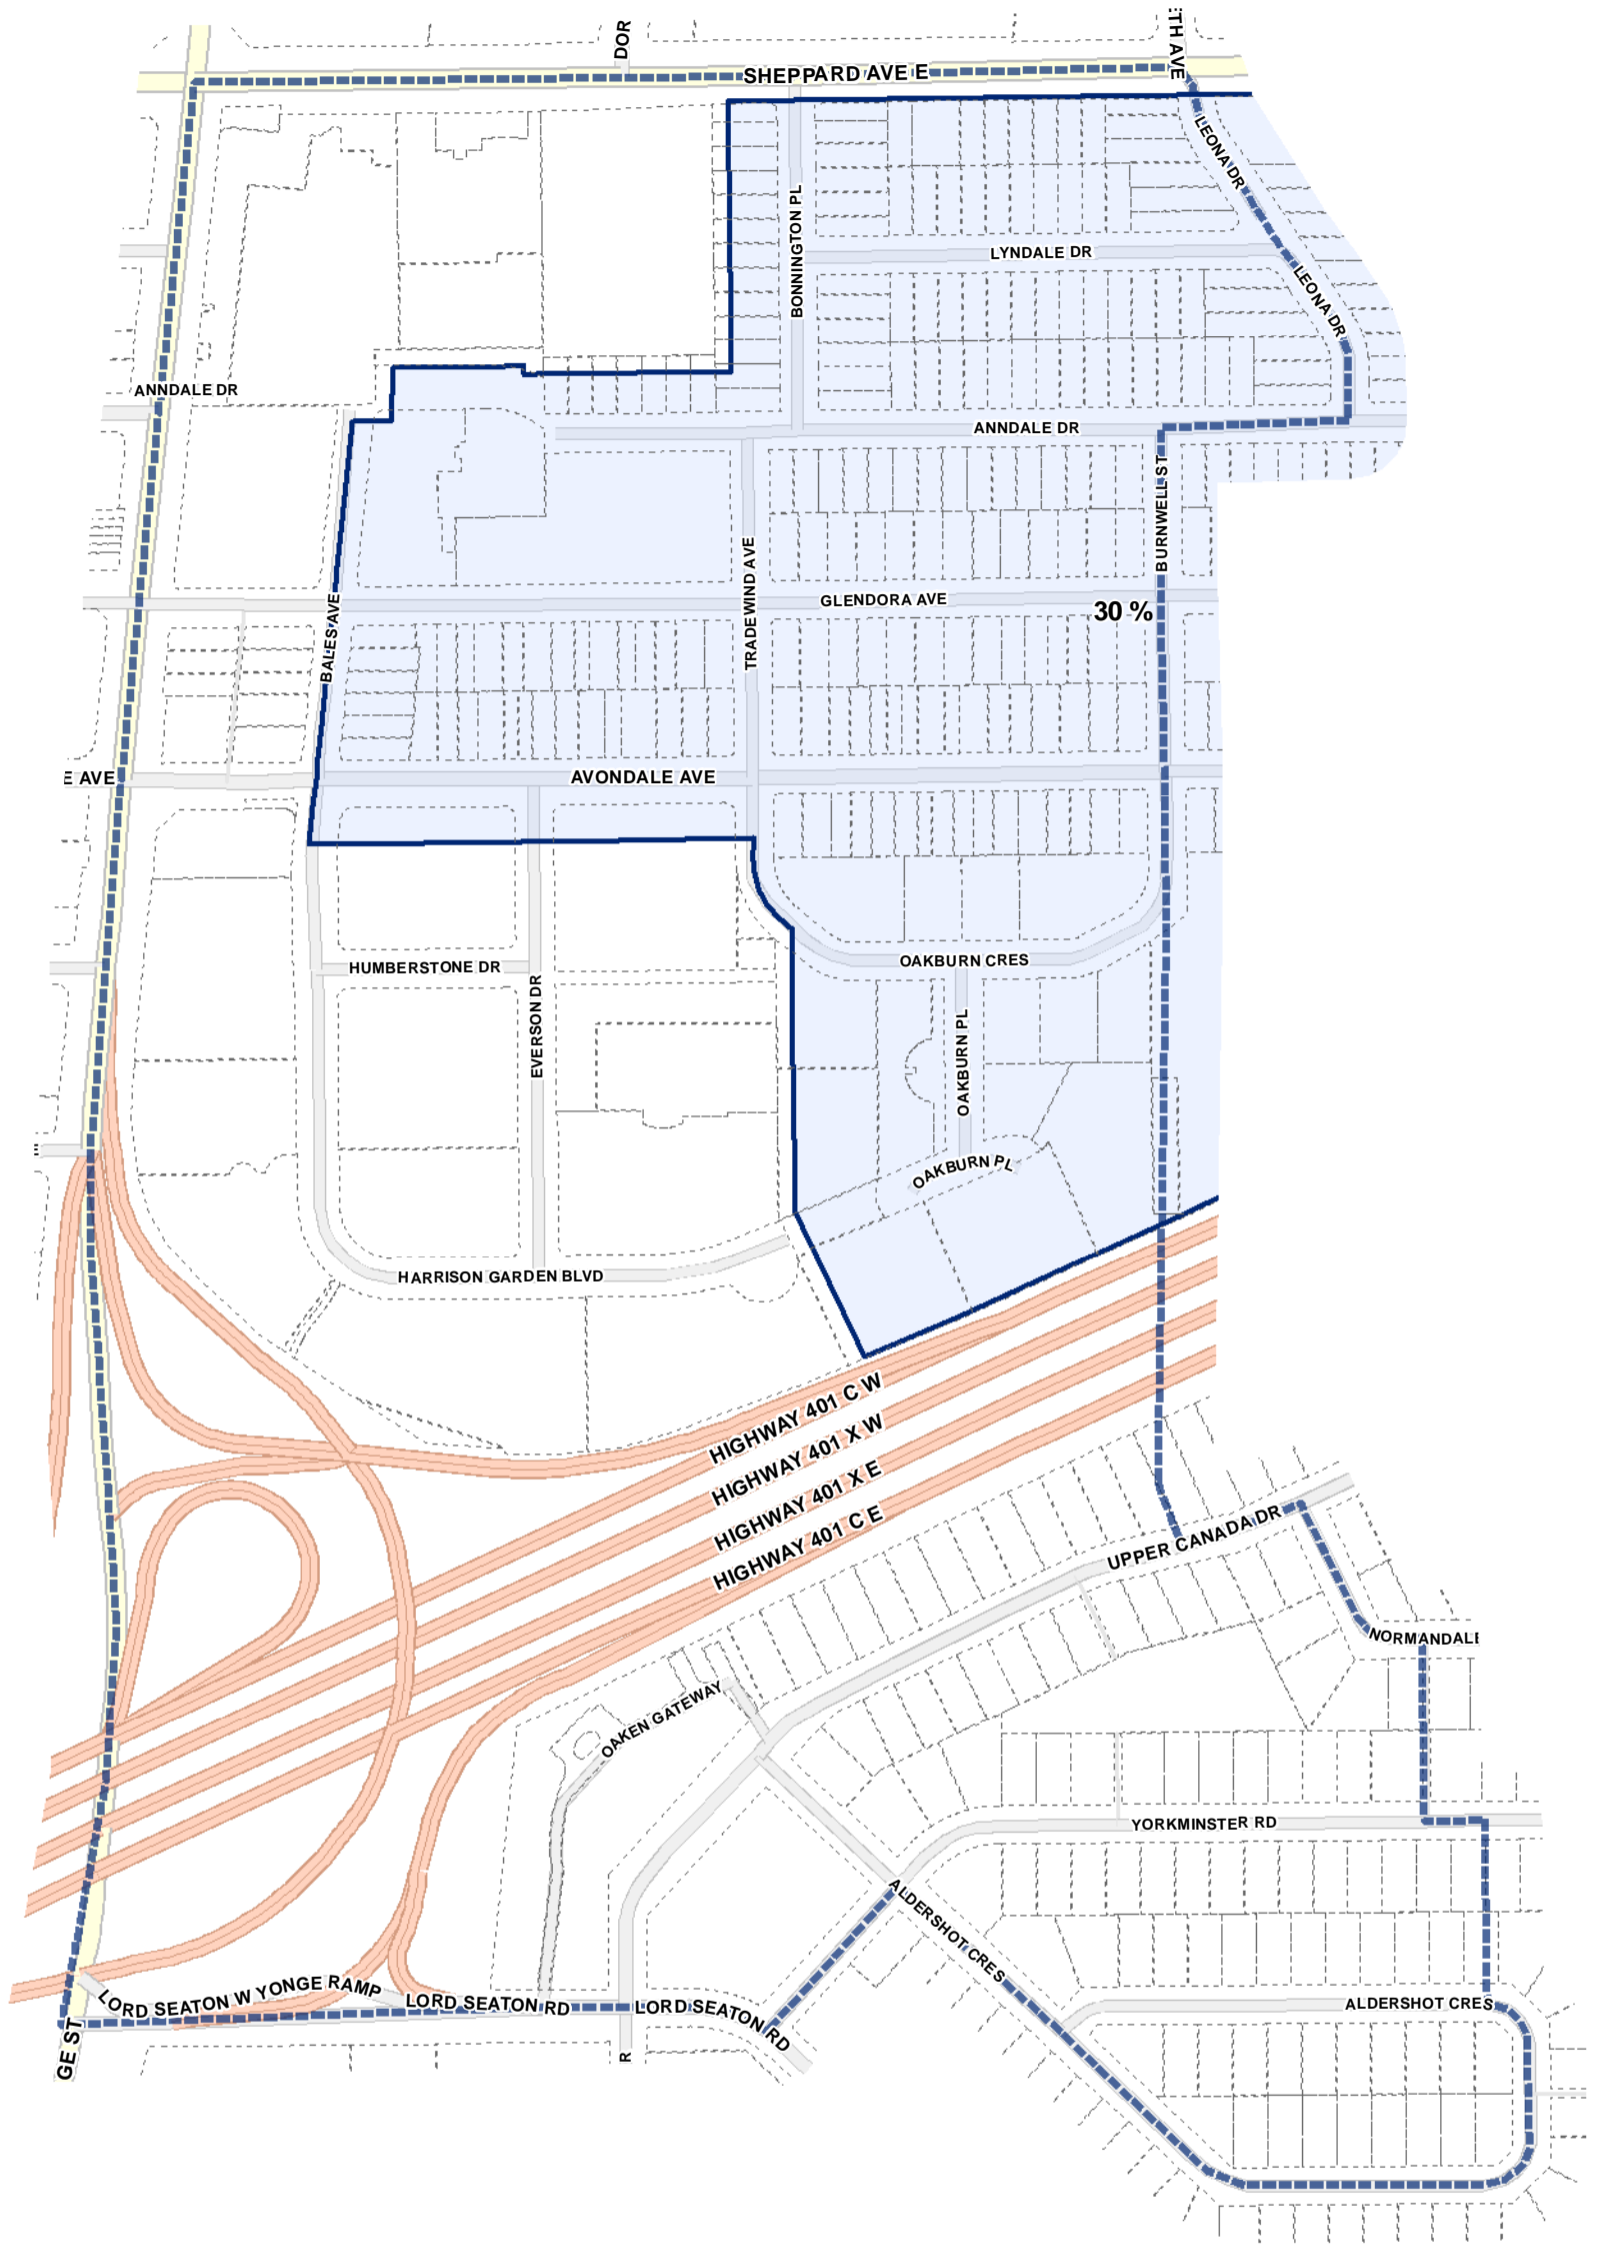 DOR
TH AVE
SHEPPARD AVE E
LEONA DR
BONNINGTON PL
LYNDALE DR
LEONA DR
ANNDALE DR
ANNDALE DR
BURNWELL ST
TRADEWIND AVE
BALES AVE
GLENDORA AVE
30 %
E AVE
AVONDALE AVE
OAKBURN CRES
HUMBERSTONE DR
EVERSON DR
OAKBURN PL
OAKBURN PL
HARRISON GARDEN BLVD
HIGHWAY 401 C W
HIGHWAY 401 X W
HIGHWAY 401 X E
HIGHWAY 401 C E
UPPER CANADA DR
NORMANDALE
OAKEN GATEWAY
YORKMINSTER RD
ALDERSHOT CRES
LORD SEATON W YONGE RAMP
LORD SEATON RD
LORD SEATON RD
ALDERSHOT CRES
GE ST
R